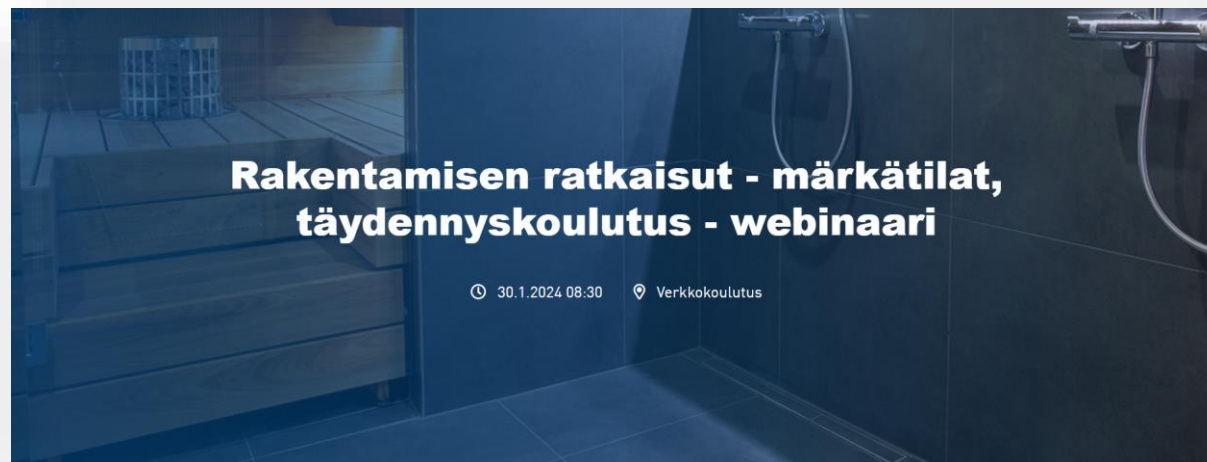 Rakentamisen ratkaisut - märkätilat,
täydennyskoulutus - webinaari
30.1.2024 08:30 Verkkokoulutus